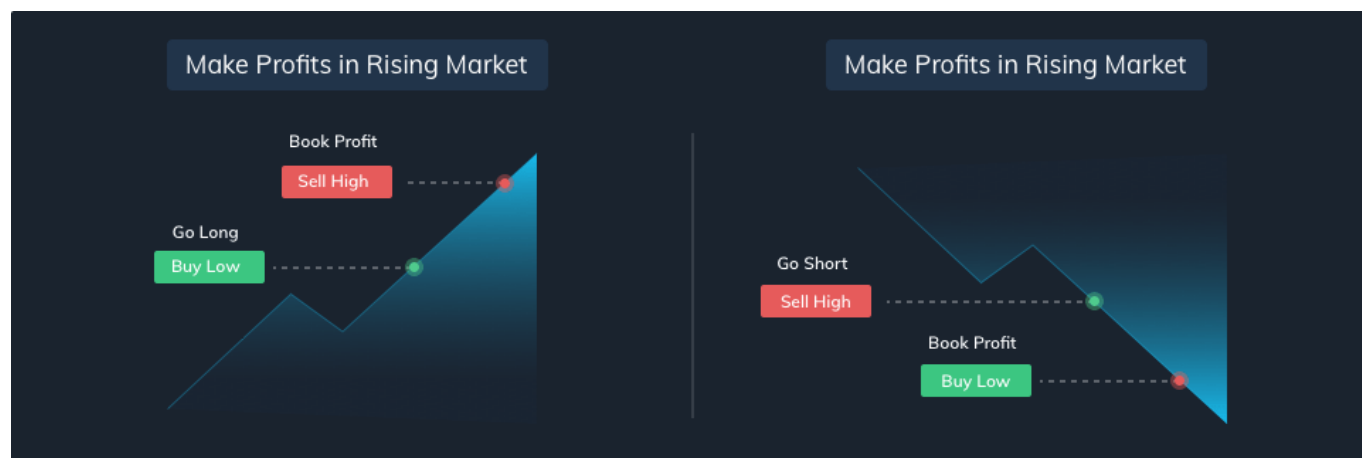 Make Profits in Rising Market
Book Profit
Sell High
Go Long
Buy Low
Make Profits in Rising Market
Go Short
Sell High
Book Profit
Buy Low